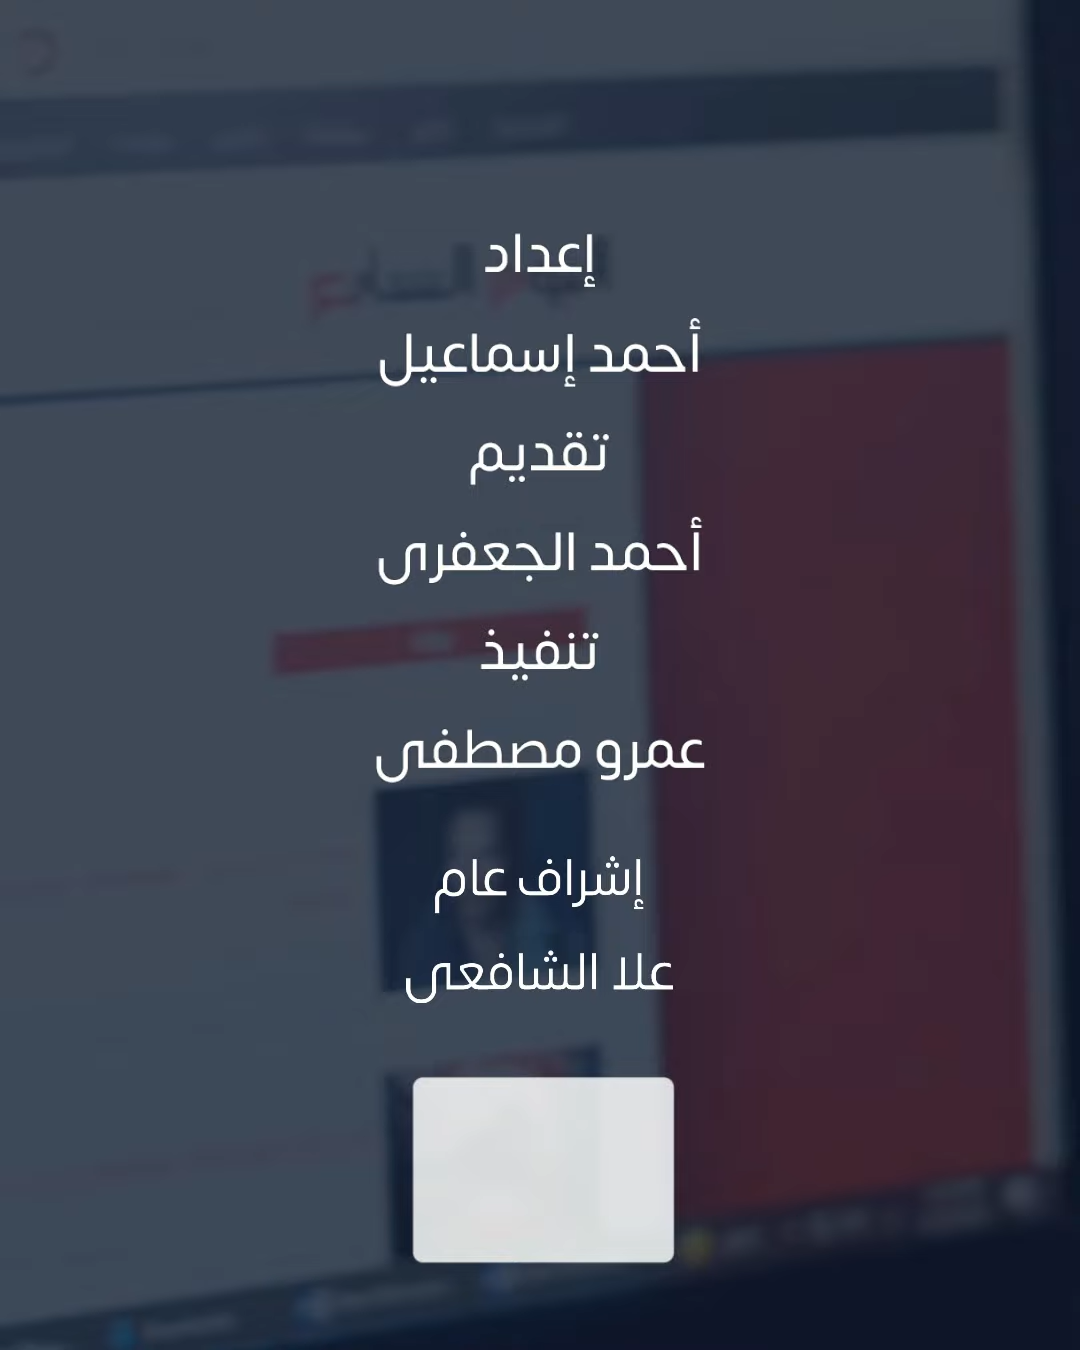 إعداد
أحمد إسماعيل
تقديم
أحمد الجعفرى
تنفيذ
عمرو مصطفى
إشراف عام
علا الشافعى